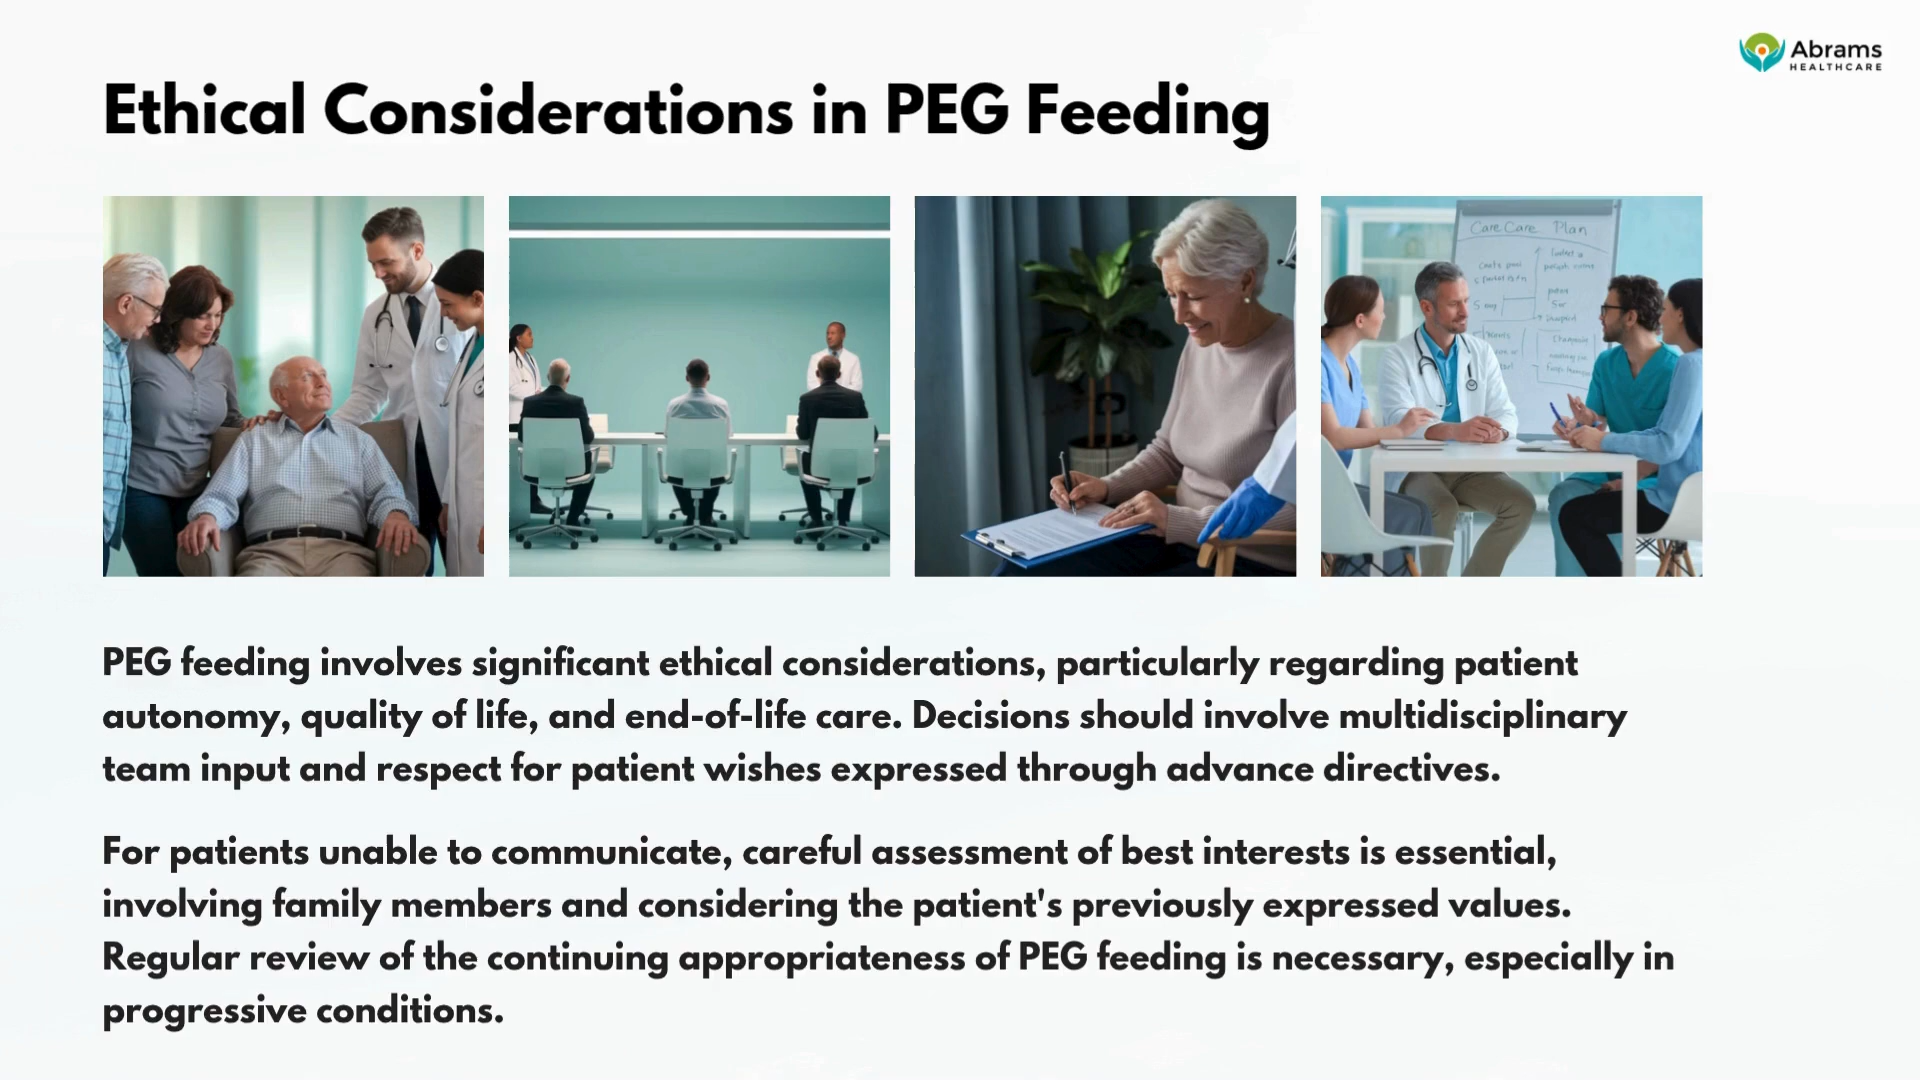 Abrams
HEALTHCARE
Ethical Considerations in PEG Feeding
Care Care Plan
PEG feeding involves significant ethical considerations, particularly regarding patient
autonomy, quality of life, and end-of-life care. Decisions should involve multidisciplinary
team input and respect for patient wishes expressed through advance directives.
For patients unable to communicate, careful assessment of best interests is essential,
involving family members and considering the patient's previously expressed values.
Regular review of the continuing appropriateness of PEG feeding is necessary, especially in
progressive conditions.